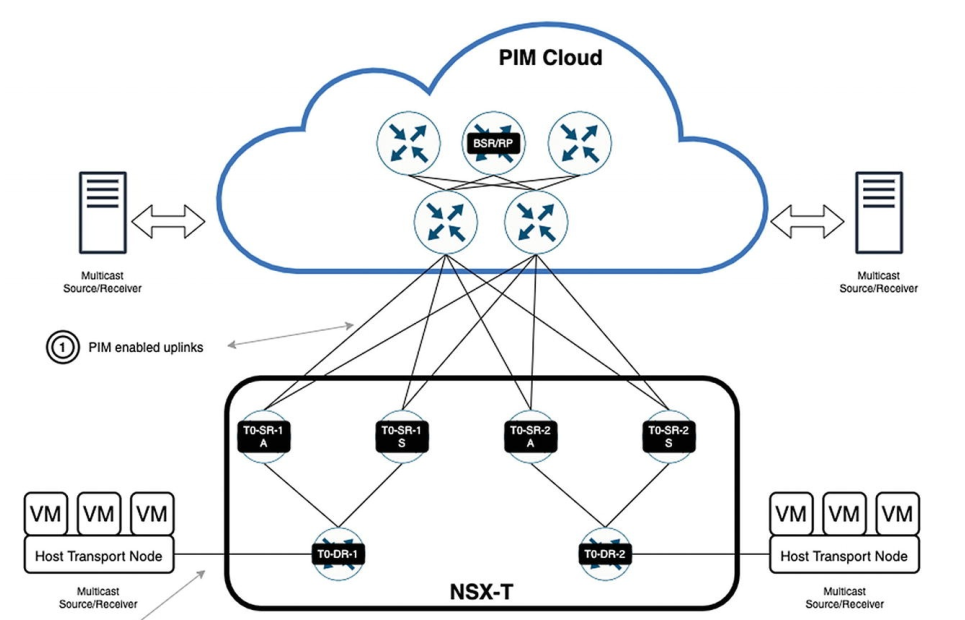 PIM Cloud
BSR/RP
Multicast
Source/Receiver
Multicast
Source/Receiver
1 PIM enabled uplinks
T0-SR-1
A
T0-SR-1
S
T0-SR-2
A
T0-SR-2
S
VM VM VM
Host Transport Node
Multicast
Source/Receiver
T0-DR-1
T0-DR-2
VM VM VM
Host Transport Node
Multicast
Source/Receiver
NSX-T